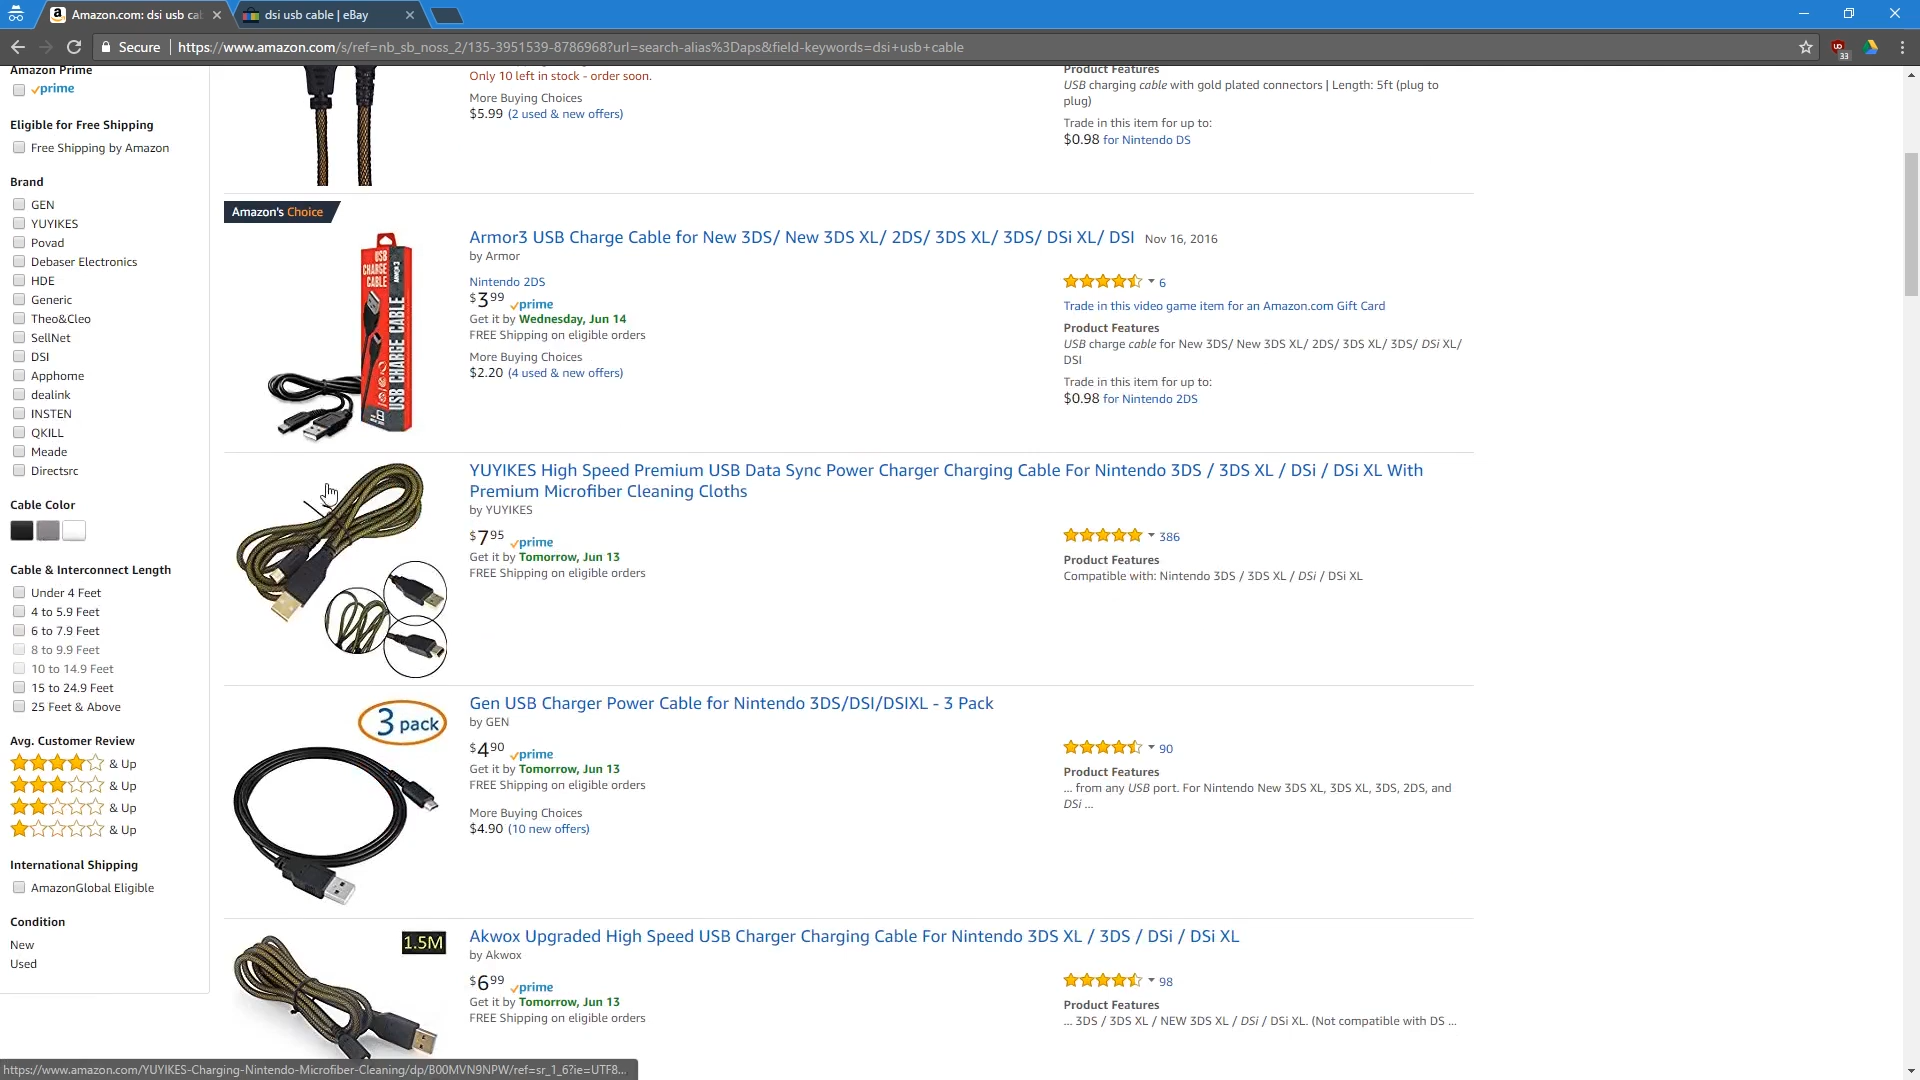 Amazon.com: dsi usb cab
dsi usb cable | eBay
Secure
https://www.amazon.com/s/ref=nb_sb_noss_2/135-3951539-8786968?url=search-alias%3Daps&field-keywords=dsi+usb+cable
33
Amazon Prime
prime
Eligible for Free Shipping
Free Shipping by Amazon
Brand
GEN
YUYIKES
Povad
Debaser Electronics
HDE
Generic
Theo&Cleo
SellNet
DSI
Apphome
dealink
INSTEN
QKILL
Meade
Directsrc
Cable Color
Cable & Interconnect Length
Under 4 Feet
4 to 5.9 Feet
6 to 7.9 Feet
8 to 9.9 Feet
10 to 14.9 Feet
15 to 24.9 Feet
25 Feet & Above
Avg. Customer Review
& Up
& Up
& Up
& Up
International Shipping
AmazonGlobal Eligible
Condition
New
Used
Only 10 left in stock - order soon.
More Buying Choices
$5.99 (2 used & new offers)
Product Features
USB charging cable with gold plated connectors | Length: 5ft (plug to
plug)
Trade in this item for up to:
$0.98 for Nintendo DS
Amazon's Choice
USB
CHARGE
CABLE
ARMOR3
USB CHARGE CABLE
Armor3 USB Charge Cable for New 3DS/ New 3DS XL/ 2DS/ 3DS XL/ 3DS/ DSi XL/ DSI Nov 16, 2016
by Armor
Nintendo 2DS
$3 99 prime
Get it by Wednesday, Jun 14
FREE Shipping on eligible orders
More Buying Choices
$2.20 (4 used & new offers)
6
Trade in this video game item for an Amazon.com Gift Card
Product Features
USB charge cable for New 3DS/ New 3DS XL/ 2DS/ 3DS XL/ 3DS/ DSi XL/
DSI
Trade in this item for up to:
$0.98 for Nintendo 2DS
YUYIKES High Speed Premium USB Data Sync Power Charger Charging Cable For Nintendo 3DS / 3DS XL / DSi / DSi XL With
Premium Microfiber Cleaning Cloths
by YUYIKES
$7 95 prime
Get it by Tomorrow, Jun 13
FREE Shipping on eligible orders
386
Product Features
Compatible with: Nintendo 3DS / 3DS XL / DSi / DSi XL
3 pack
Gen USB Charger Power Cable for Nintendo 3DS/DSI/DSIXL - 3 Pack
by GEN
$4 90 prime
Get it by Tomorrow, Jun 13
FREE Shipping on eligible orders
More Buying Choices
$4.90 (10 new offers)
90
Product Features
... from any USB port. For Nintendo New 3DS XL, 3DS XL, 3DS, 2DS, and
DSi ...
1.5M
Akwox Upgraded High Speed USB Charger Charging Cable For Nintendo 3DS XL / 3DS / DSi / DSi XL
by Akwox
$6 99 prime
Get it by Tomorrow, Jun 13
FREE Shipping on eligible orders
98
Product Features
... 3DS / 3DS XL / NEW 3DS XL / DSi / DSi XL. (Not compatible with DS ...
https://www.amazon.com/YUYIKES-Charging-Nintendo-Microfiber-Cleaning/dp/B00MVN9NPW/ref=sr_1_6?ie=UTF8...